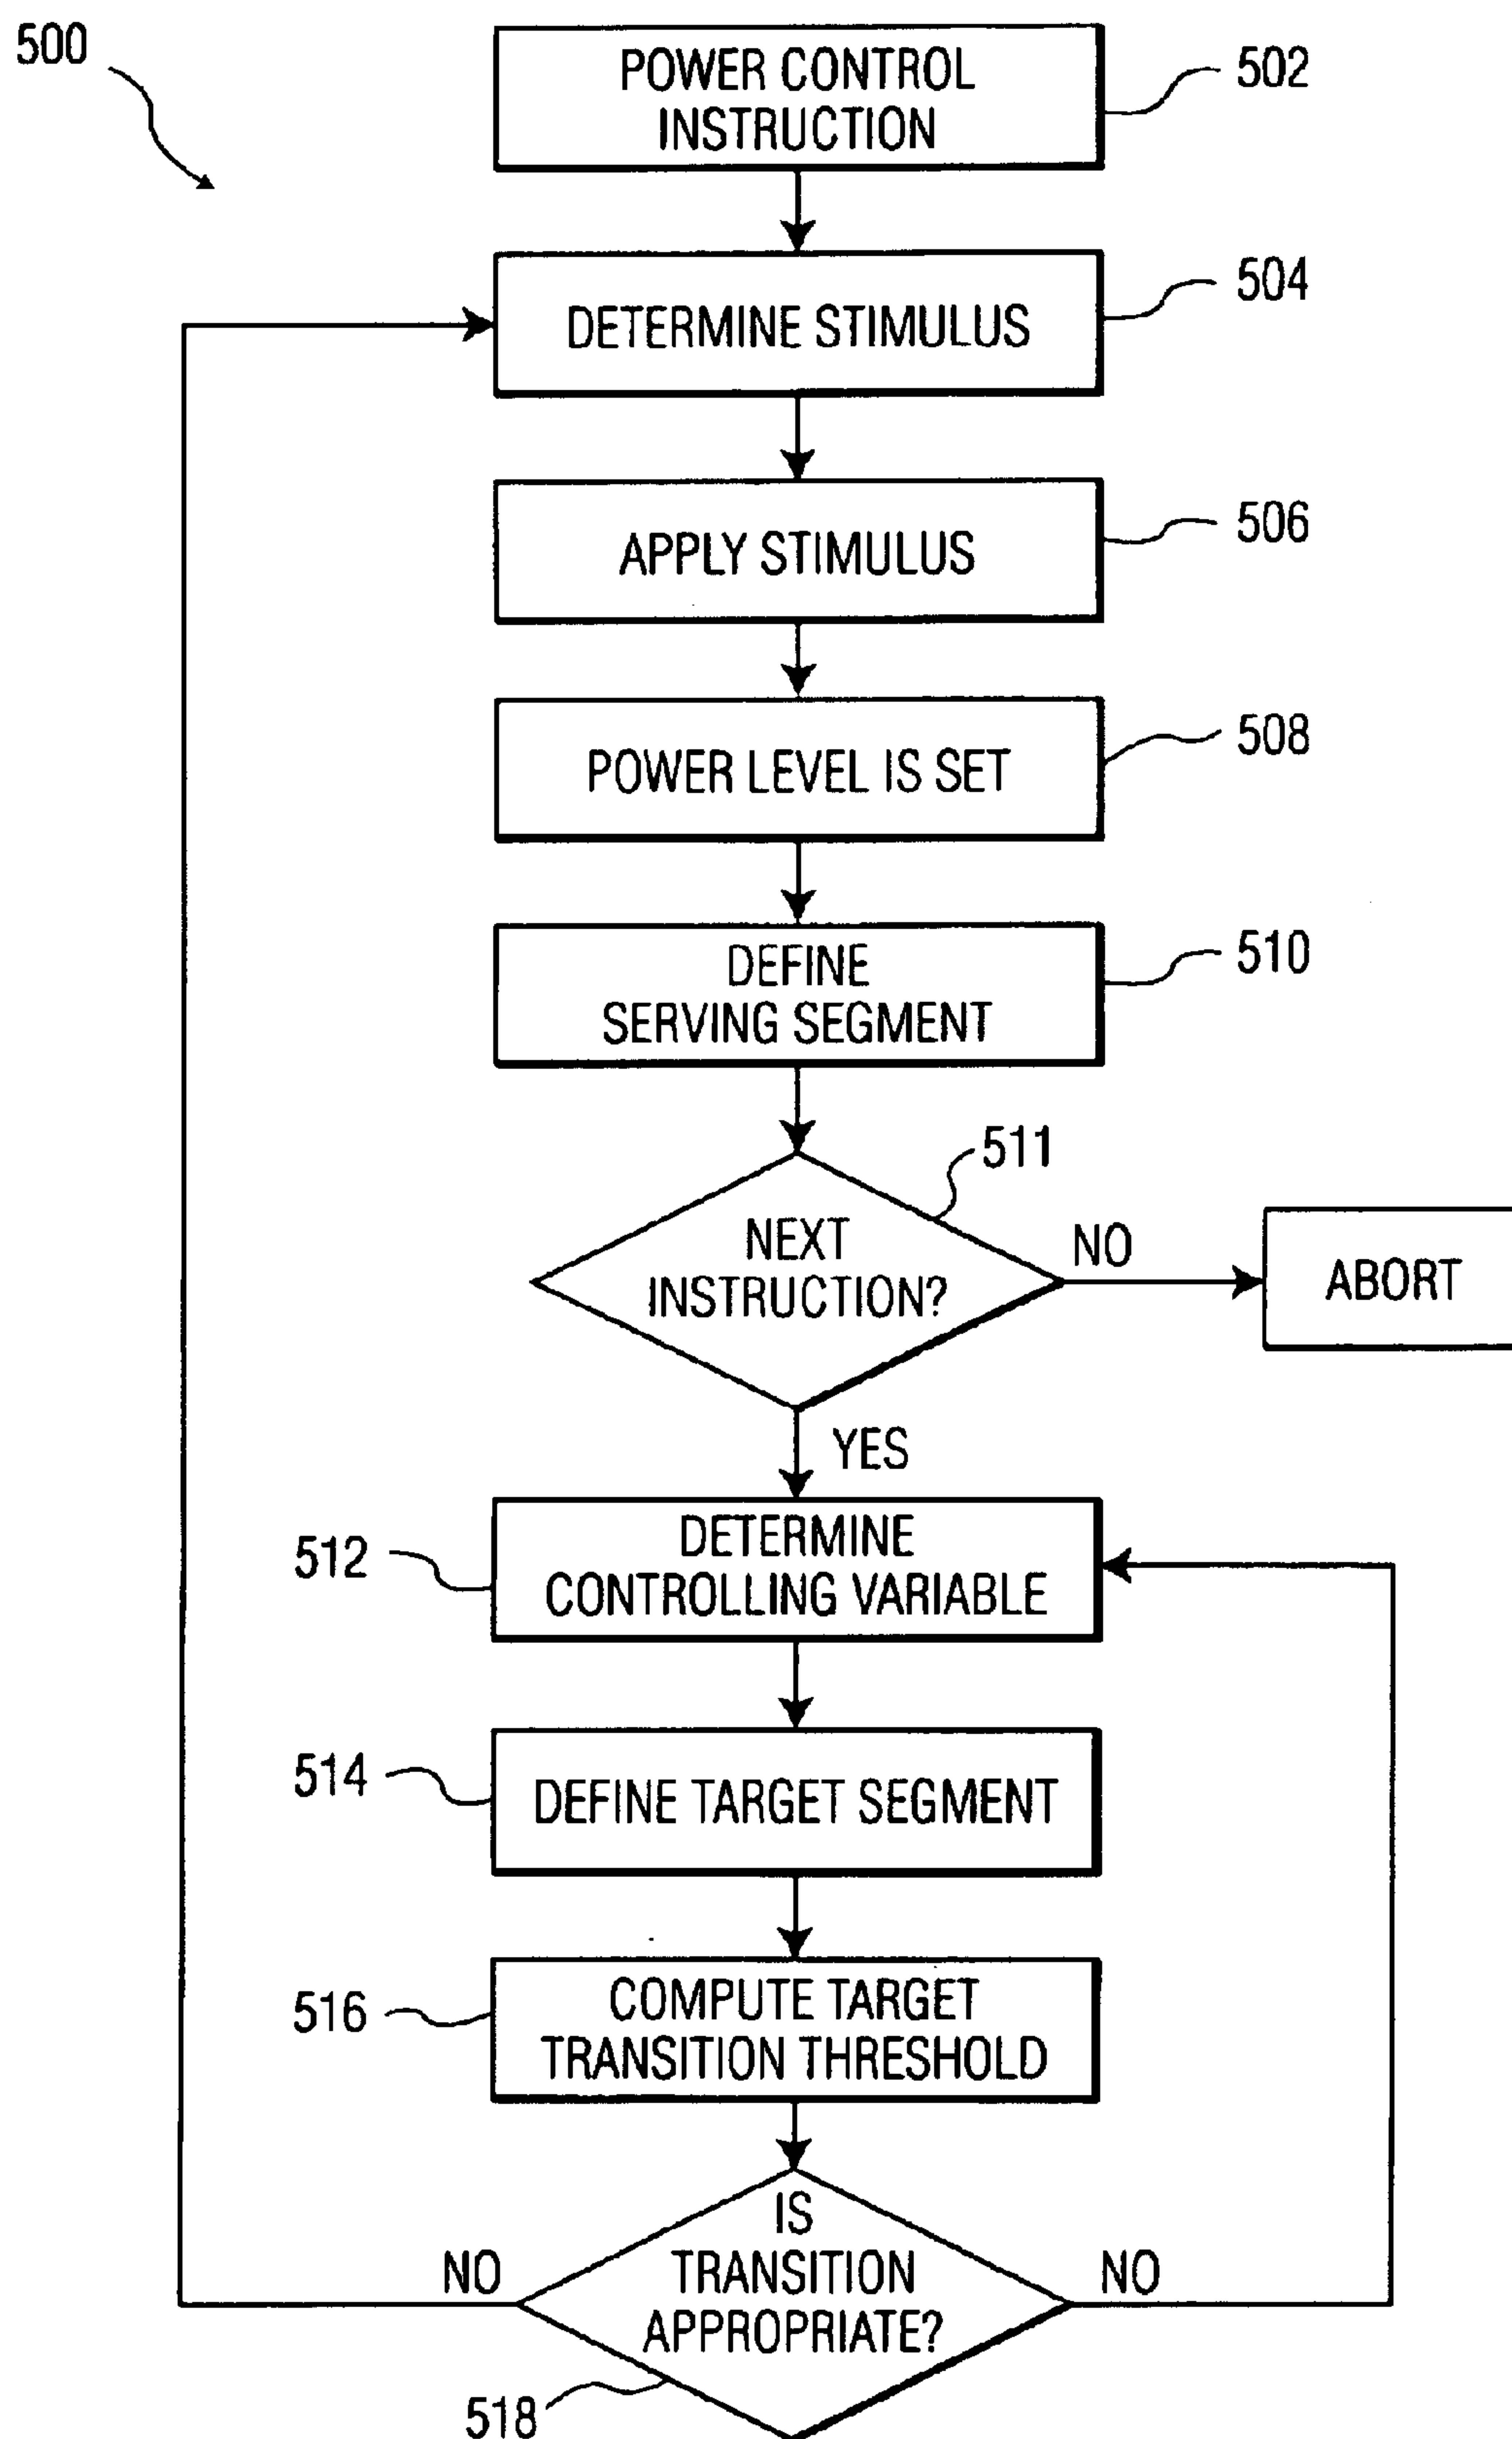 500
POWER CONTROL
INSTRUCTION
502
DETERMINE STIMULUS
504
APPLY STIMULUS
506
POWER LEVEL IS SET
508
DEFINE
SERVING SEGMENT
510
511
NEXT
INSTRUCTION?
NO
ABORT
YES
512
DETERMINE
CONTROLLING VARIABLE
514
DEFINE TARGET SEGMENT
516
COMPUTE TARGET
TRANSITION THRESHOLD
NO
IS
TRANSITION
APPROPRIATE?
NO
518